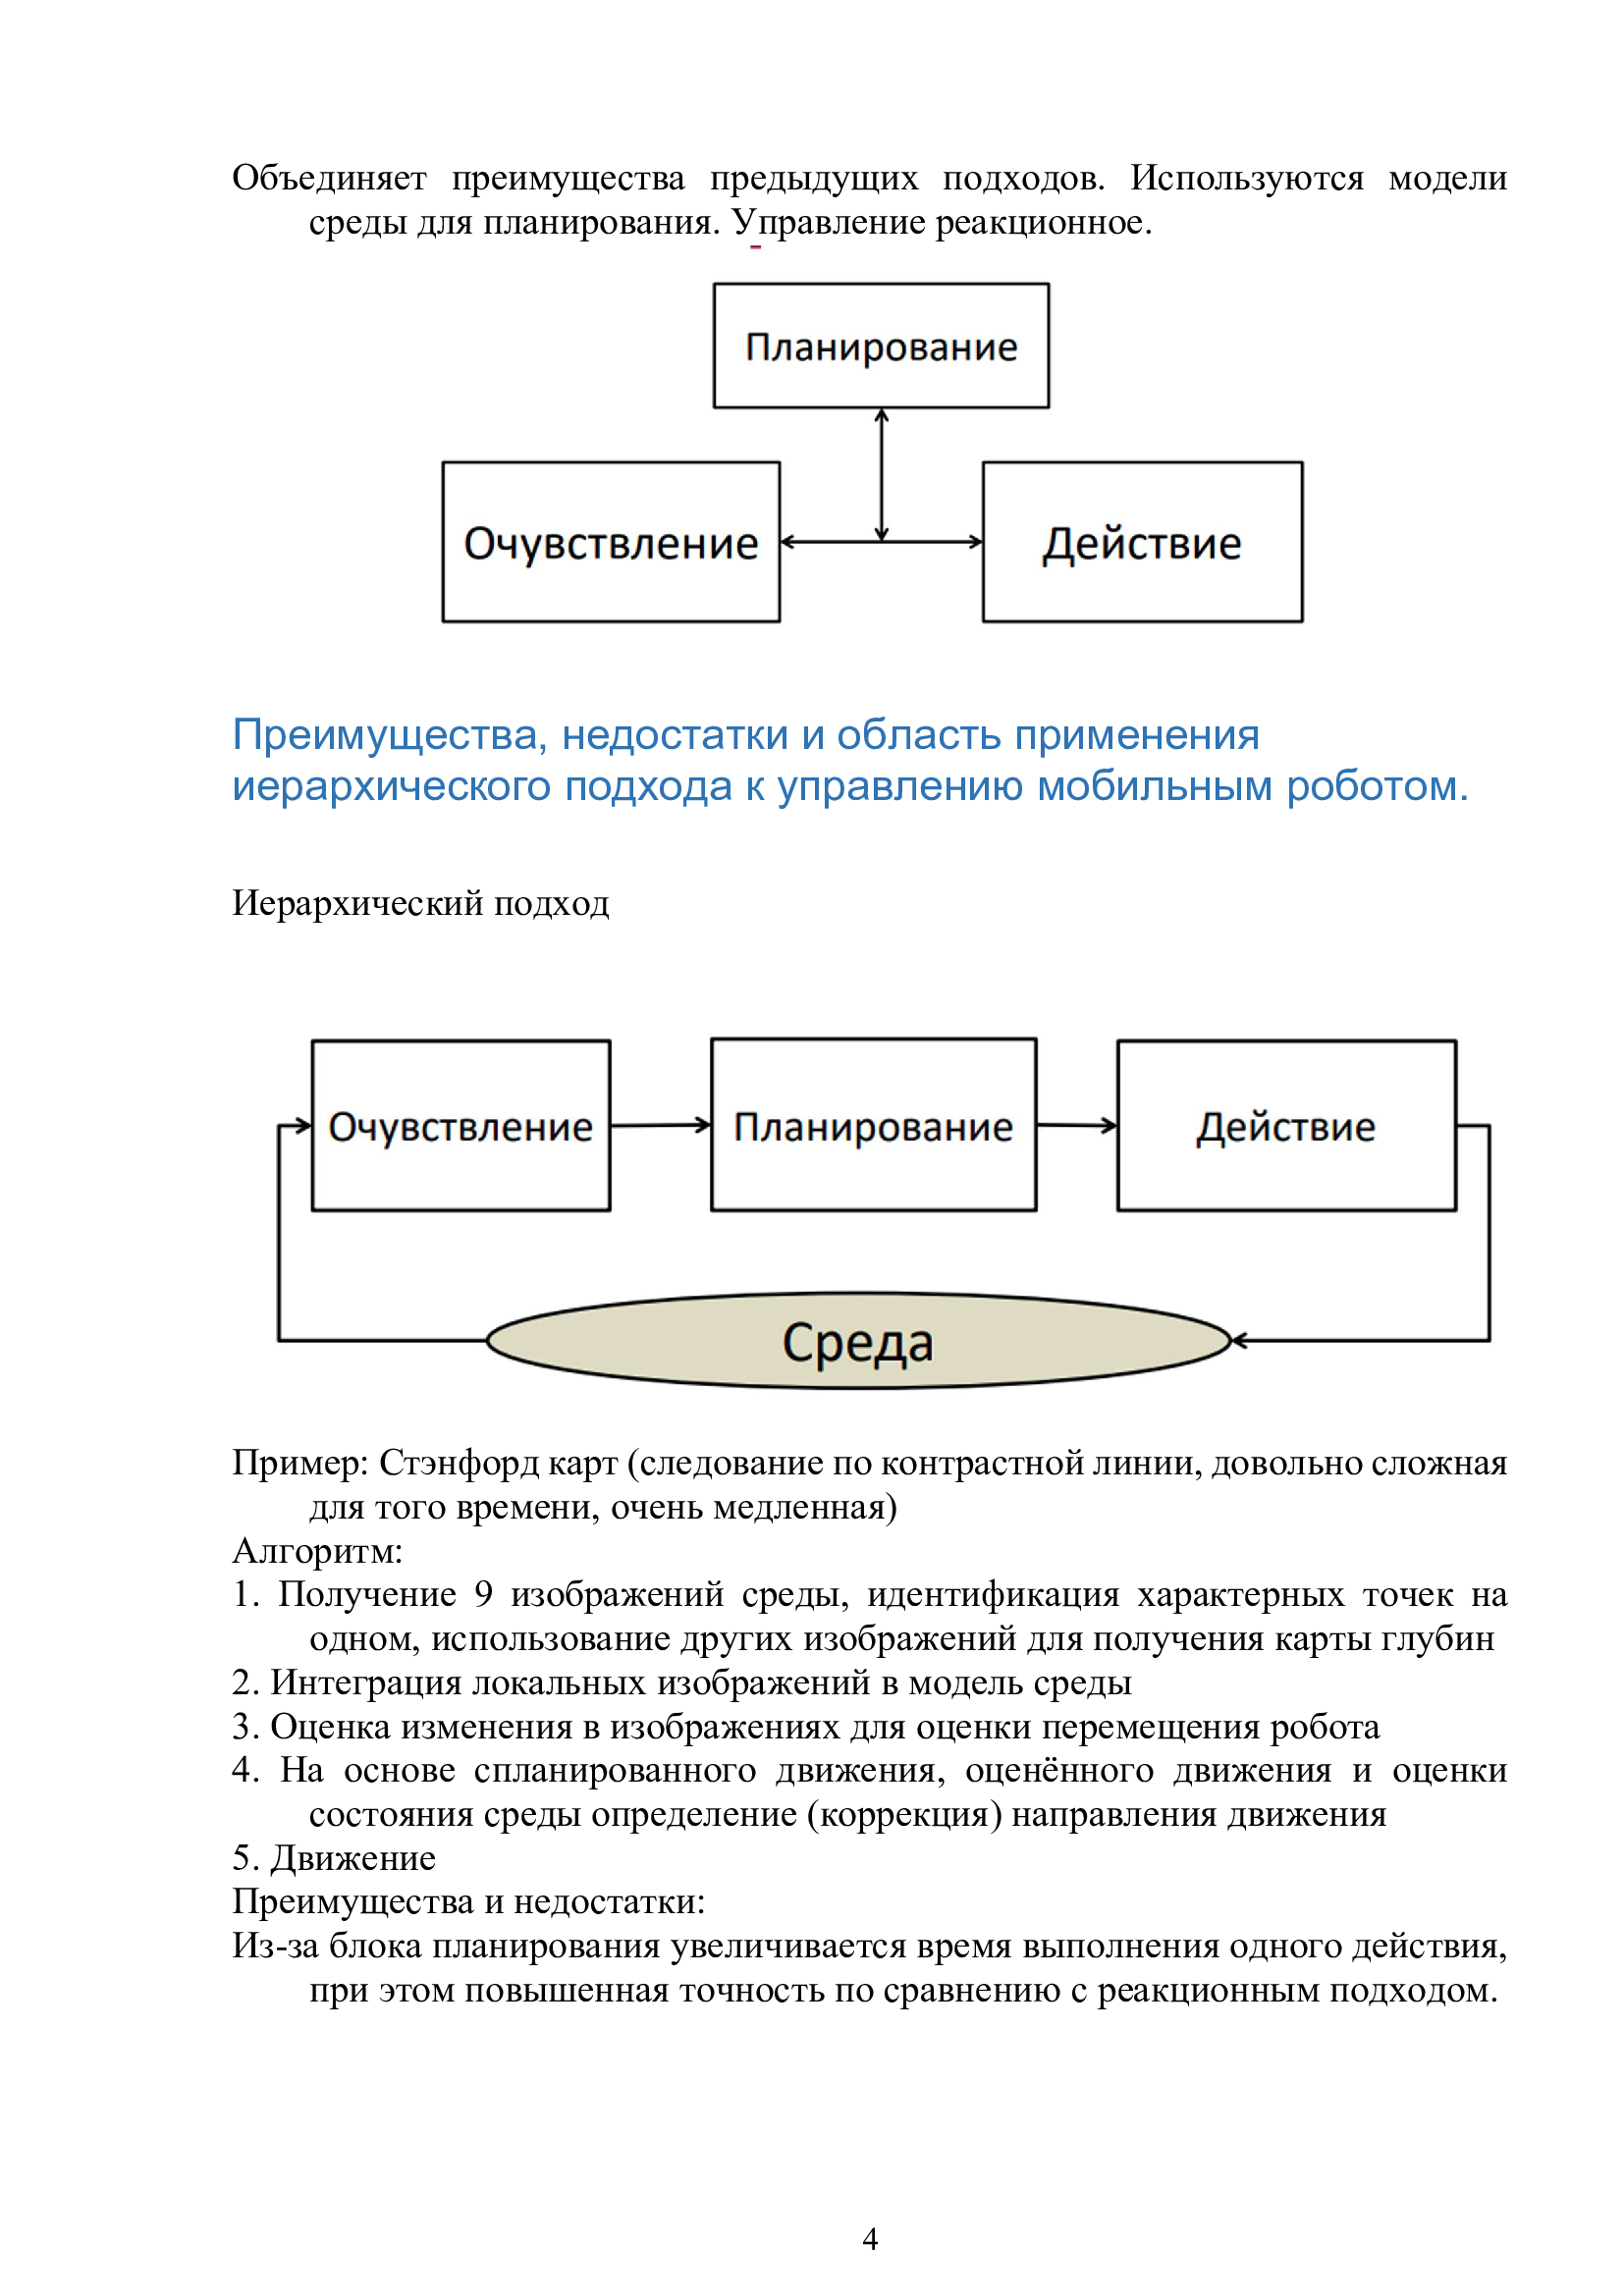 Объединяет преимущества предыдущих подходов. Используются модели
среды для планирования. Управление реакционное.
Планирование
Очувствление
Действие
Преимущества, недостатки и область применения
иерархического подхода к управлению мобильным роботом.
Иерархический подход
Очувствление
Планирование
Действие
Среда
Пример: Стэнфорд карт (следование по контрастной линии, довольно сложная
для того времени, очень медленная)
Алгоритм:
1. Получение 9 изображений среды, идентификация характерных точек на
одном, использование других изображений для получения карты глубин
2. Интеграция локальных изображений в модель среды
3. Оценка изменения в изображениях для оценки перемещения робота
4. На основе спланированного движения, оценённого движения и оценки
состояния среды определение (коррекция) направления движения
5. Движение
Преимущества и недостатки:
Из-за блока планирования увеличивается время выполнения одного действия,
при этом повышенная точность по сравнению с реакционным подходом.
4